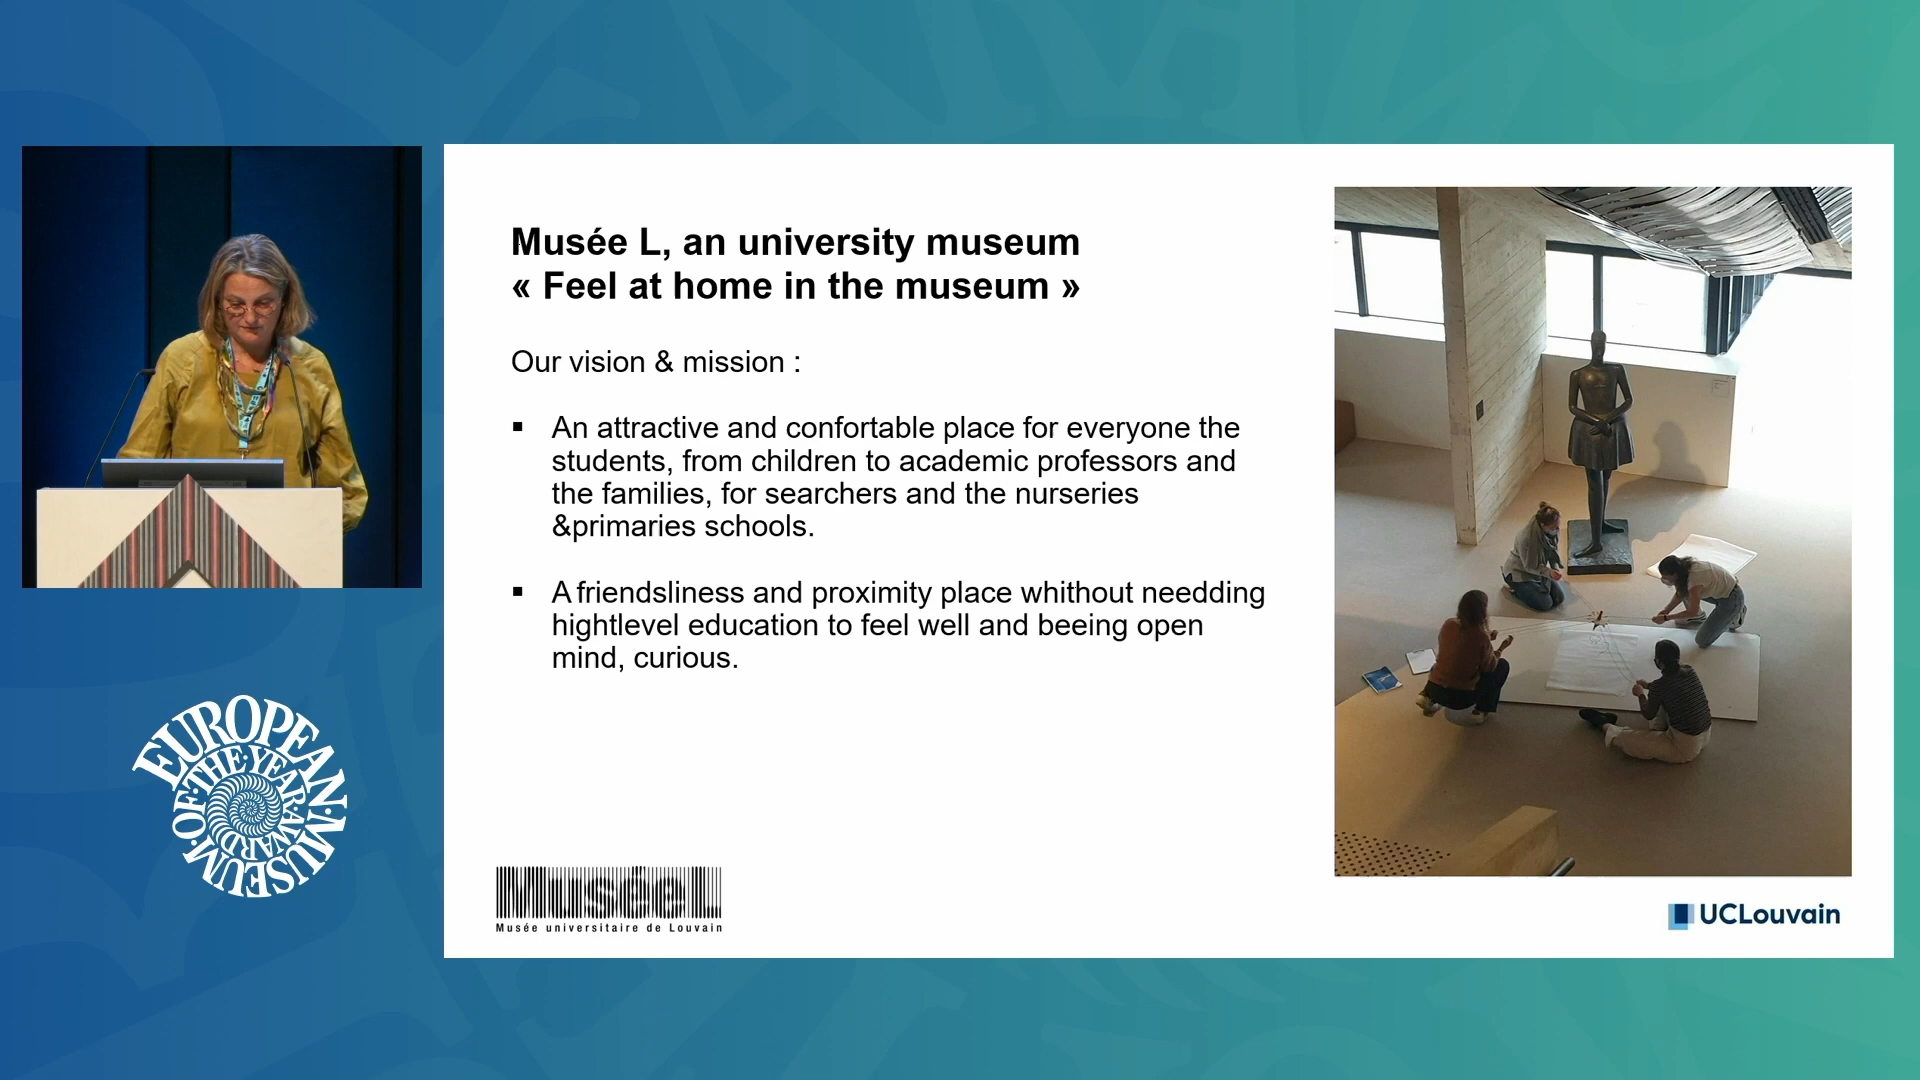 Musée L, an university museum
« Feel at home in the museum »
Our vision & mission :
▪ An attractive and confortable place for everyone the
students, from children to academic professors and
the families, for searchers and the nurseries
&primaries schools.
▪ A friendsliness and proximity place whithout needding
hightlevel education to feel well and beeing open
mind, curious.
EUROPEAN·MUSEUM·OF·THE·YEAR·AWARD
MuséeL
Musée universitaire de Louvain
UCLouvain